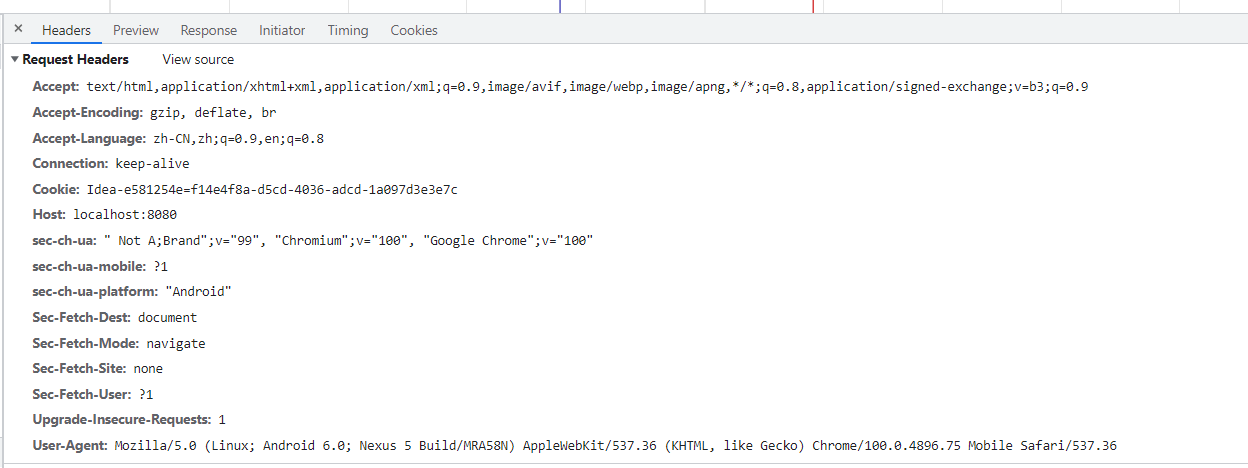 × Headers Preview Response Initiator Timing Cookies
▼ Request Headers View source
Accept: text/html,application/xhtml+xml,application/xml;q=0.9,image/avif,image/webp,image/apng,*/*;q=0.8,application/signed-exchange;v=b3;q=0.9
Accept-Encoding: gzip, deflate, br
Accept-Language: zh-CN,zh;q=0.9,en;q=0.8
Connection: keep-alive
Cookie: Idea-e581254e=f14e4f8a-d5cd-4036-adcd-1a097d3e3e7c
Host: localhost:8080
sec-ch-ua: " Not A;Brand";v="99", "Chromium";v="100", "Google Chrome";v="100"
sec-ch-ua-mobile: ?1
sec-ch-ua-platform: "Android"
Sec-Fetch-Dest: document
Sec-Fetch-Mode: navigate
Sec-Fetch-Site: none
Sec-Fetch-User: ?1
Upgrade-Insecure-Requests: 1
User-Agent: Mozilla/5.0 (Linux; Android 6.0; Nexus 5 Build/MRA58N) AppleWebKit/537.36 (KHTML, like Gecko) Chrome/100.0.4896.75 Mobile Safari/537.36